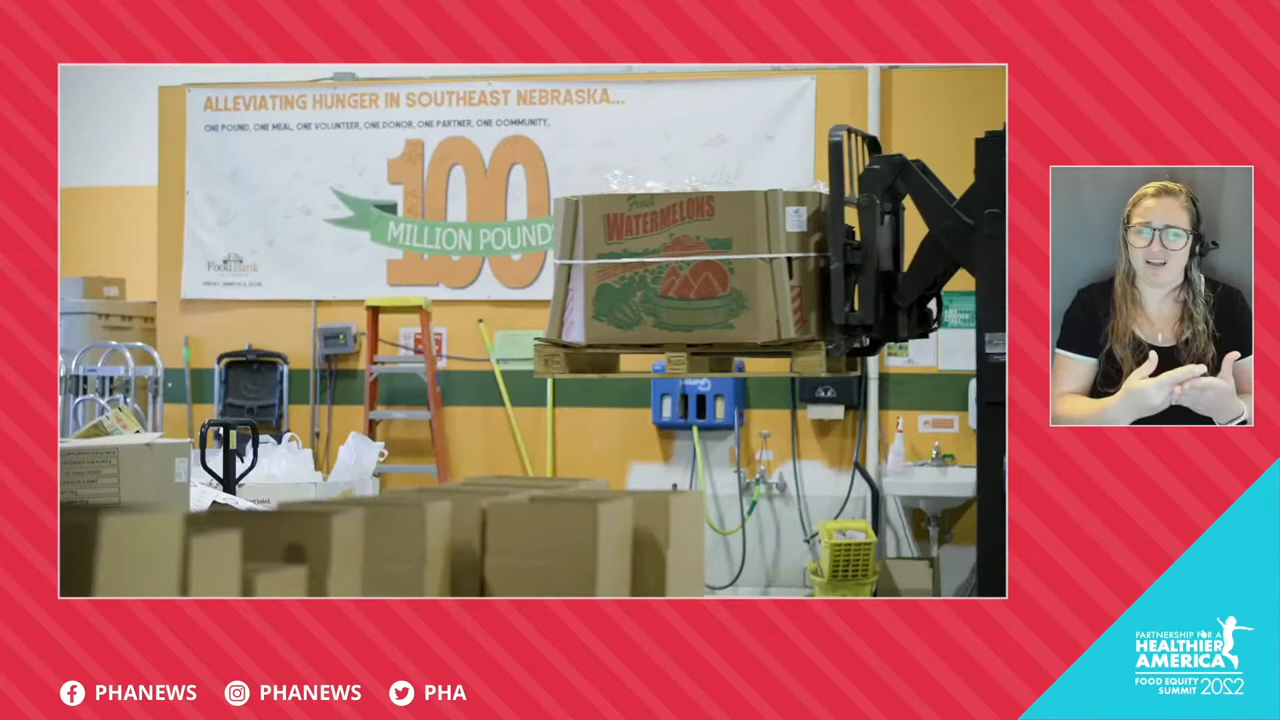 ALLEVIATING HUNGER IN SOUTHEAST NEBRASKA...
ONE POUND, ONE MEAL, ONE VOLUNTEER, ONE DONOR, ONE PARTNER, ONE COMMUNITY,
100
MILLION POUND
Food Bank
Fresh
WATERMELONS
PARTNERSHIP FOR A
HEALTHIER
AMERICA
FOOD EQUITY
SUMMIT 2022
PHANEWS
PHANEWS
PHA